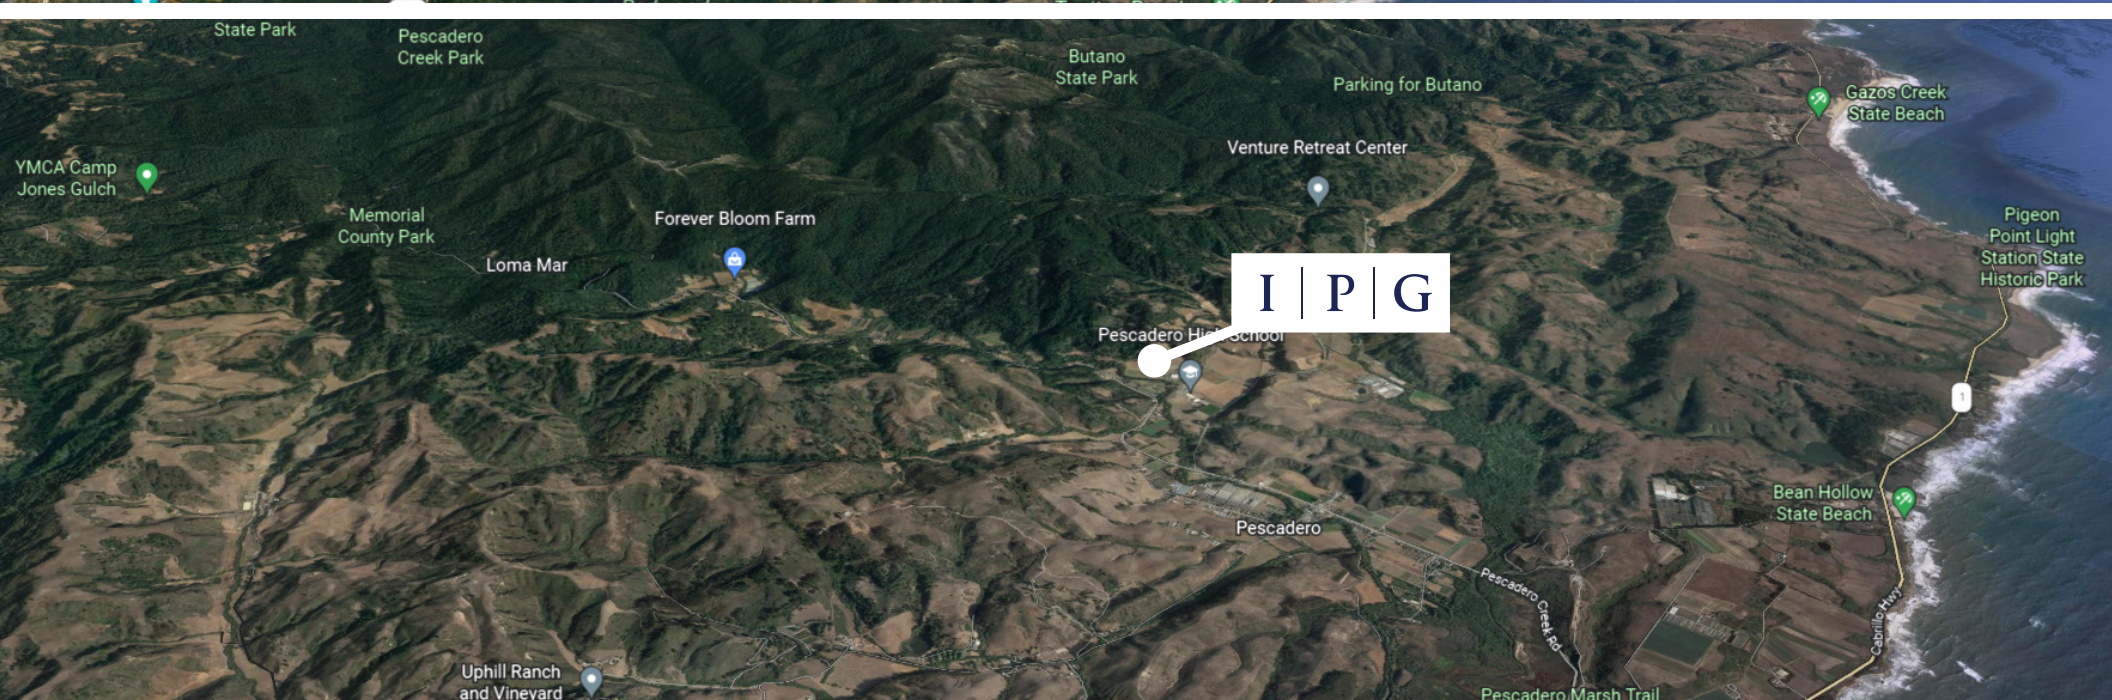 State Park
Pescadero
Creek Park
Butano
State Park
Parking for Butano
Gazos Creek
State Beach
Venture Retreat Center
YMCA Camp
Jones Gulch
Memorial
County Park
Forever Bloom Farm
Loma Mar
Pigeon
Point Light
Station State
Historic Park
I | P | G
Pescadero High School
1
Bean Hollow
State Beach
Pescadero
Pescadero Creek Rd
Cabrillo Hwy
Uphill Ranch
and Vineyard
Pescadero Marsh Trail